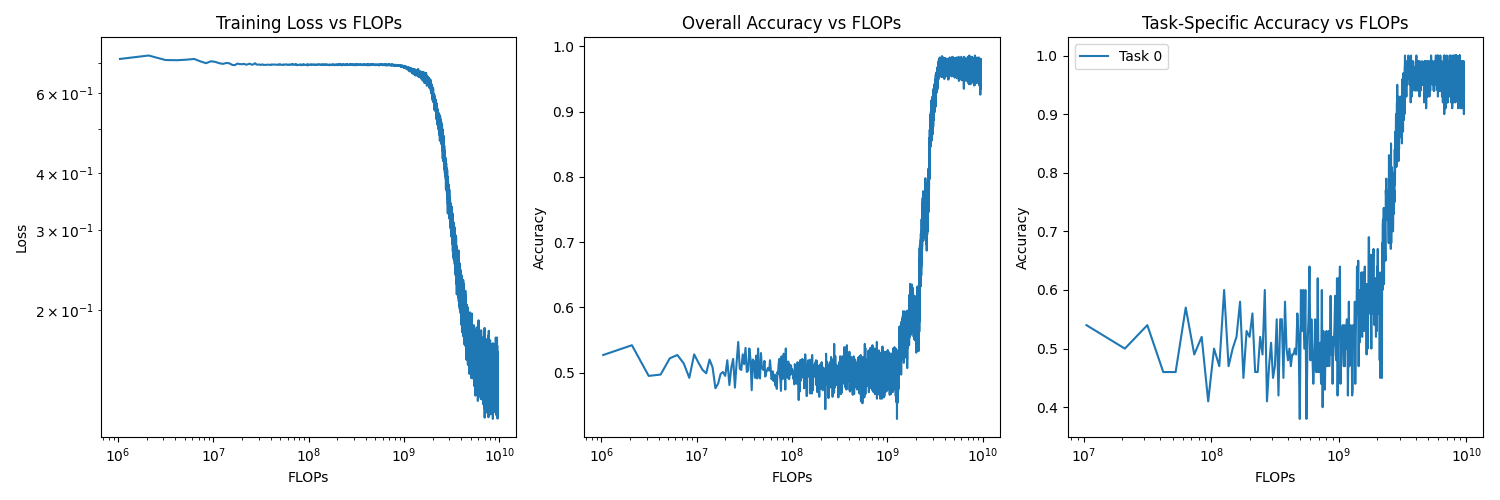 Training Loss vs FLOPs
Loss
6 × 10⁻¹
4 × 10⁻¹
3 × 10⁻¹
2 × 10⁻¹
10⁶
10⁷
10⁸
10⁹
10¹⁰
FLOPs
Overall Accuracy vs FLOPs
Accuracy
1.0
0.9
0.8
0.7
0.6
0.5
10⁶
10⁷
10⁸
10⁹
10¹⁰
FLOPs
Task-Specific Accuracy vs FLOPs
Task 0
Accuracy
1.0
0.9
0.8
0.7
0.6
0.5
0.4
10⁷
10⁸
10⁹
10¹⁰
FLOPs